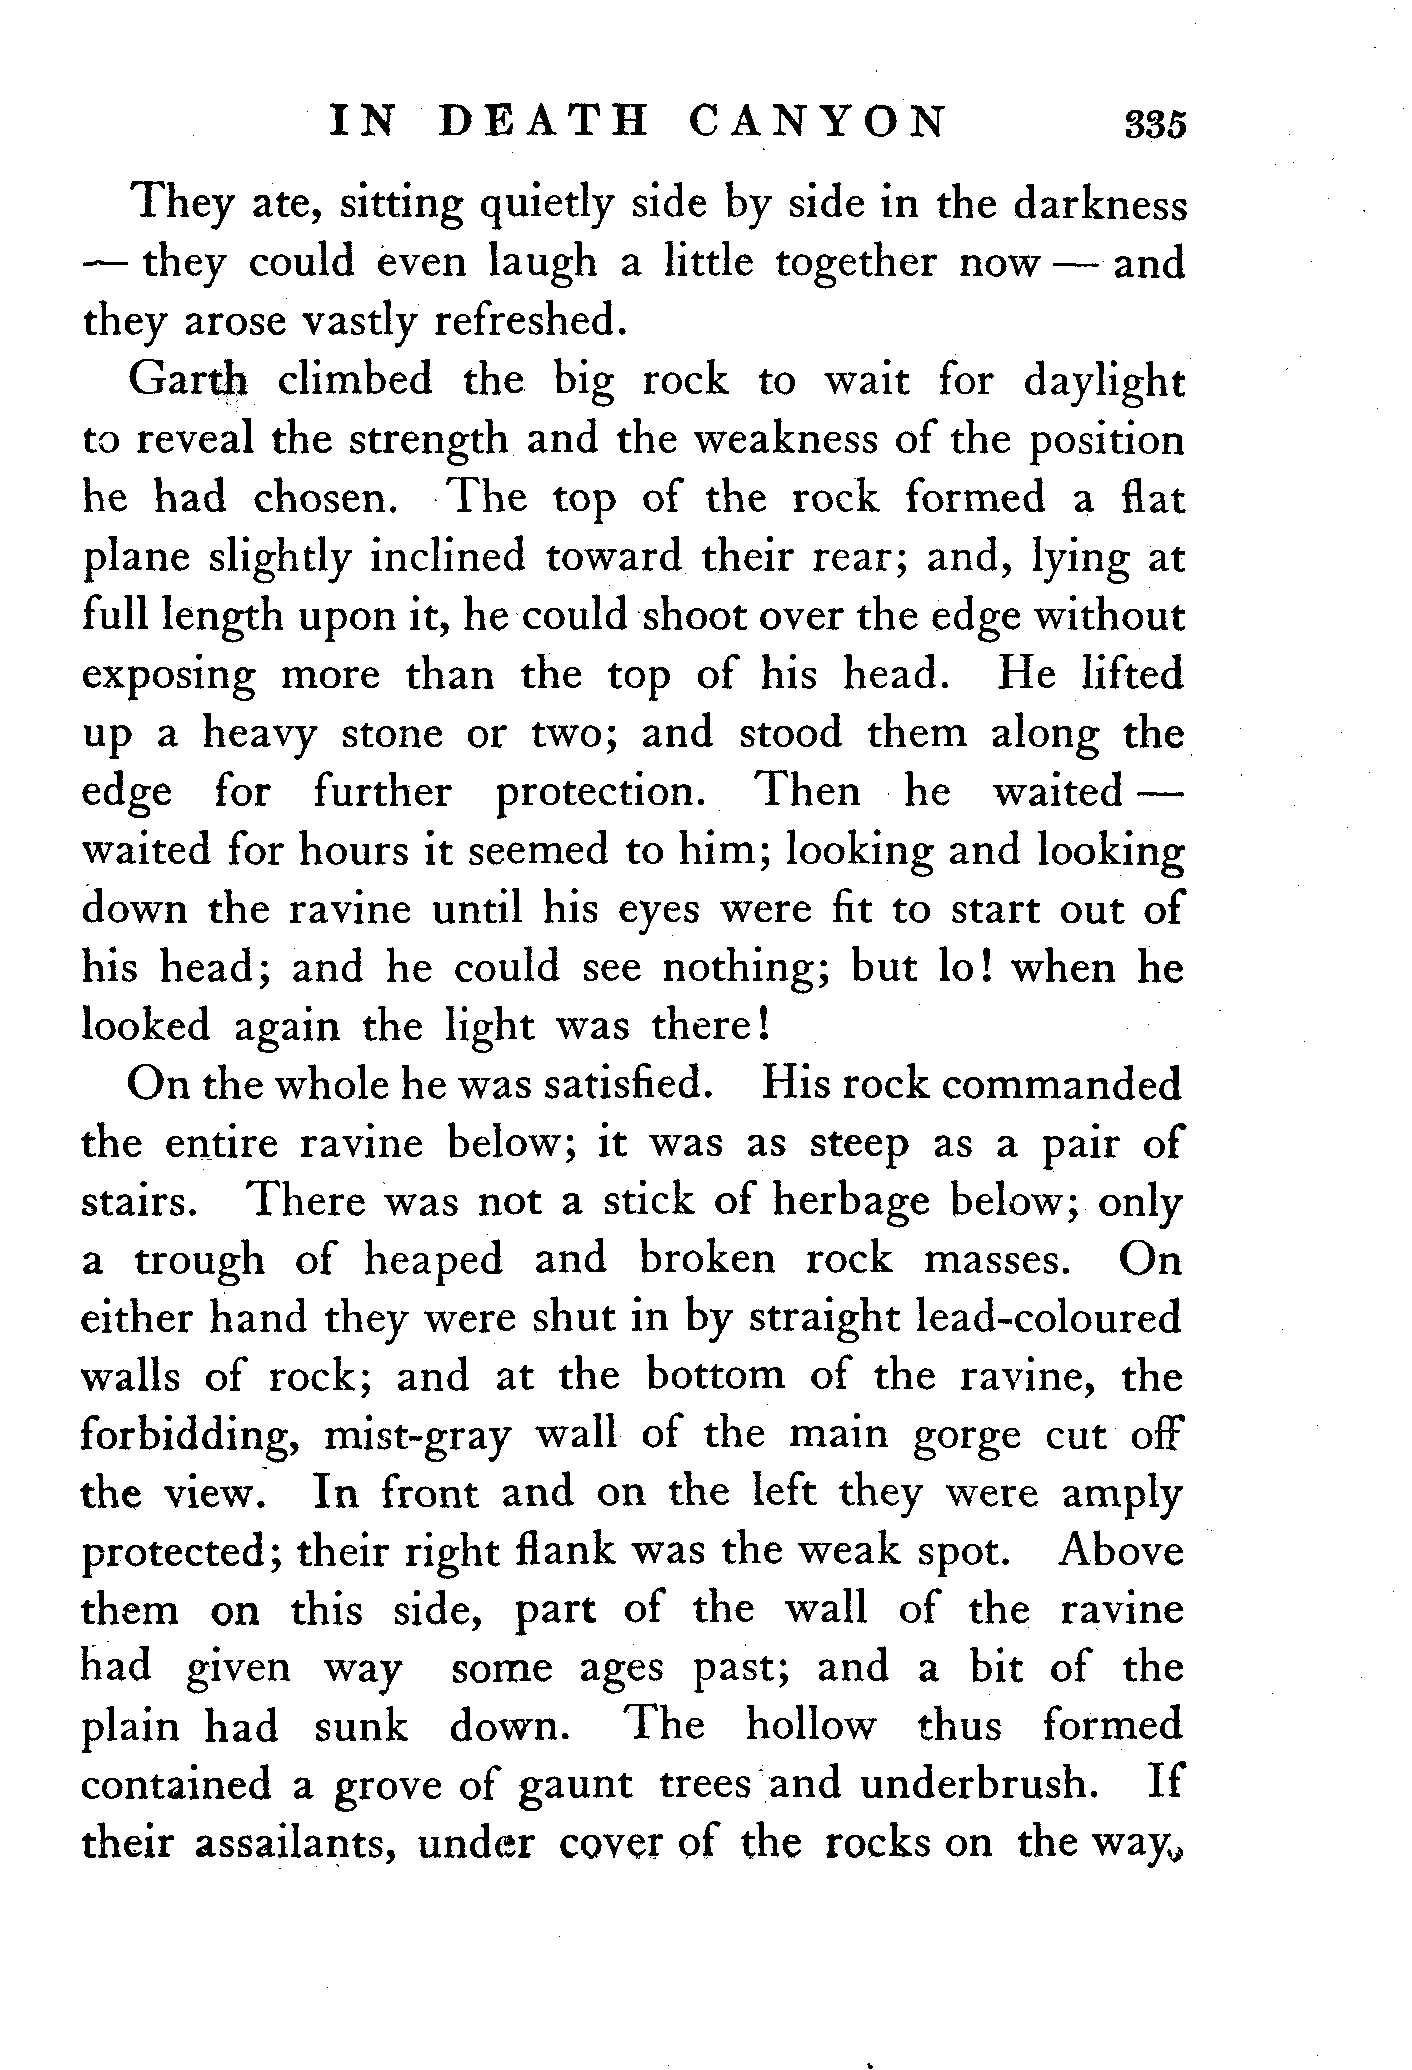 IN DEATH CANYON 335
They ate, sitting quietly side by side in the darkness
— they could even laugh a little together now — and
they arose vastly refreshed.
Garth climbed the big rock to wait for daylight
to reveal the strength and the weakness of the position
he had chosen. The top of the rock formed a flat
plane slightly inclined toward their rear; and, lying at
full length upon it, he could shoot over the edge without
exposing more than the top of his head. He lifted
up a heavy stone or two; and stood them along the
edge for further protection. Then he waited —
waited for hours it seemed to him; looking and looking
down the ravine until his eyes were fit to start out of
his head; and he could see nothing; but lo! when he
looked again the light was there!
On the whole he was satisfied. His rock commanded
the entire ravine below; it was as steep as a pair of
stairs. There was not a stick of herbage below; only
a trough of heaped and broken rock masses. On
either hand they were shut in by straight lead-coloured
walls of rock; and at the bottom of the ravine, the
forbidding, mist-gray wall of the main gorge cut off
the view. In front and on the left they were amply
protected; their right flank was the weak spot. Above
them on this side, part of the wall of the ravine
had given way some ages past; and a bit of the
plain had sunk down. The hollow thus formed
contained a grove of gaunt trees and underbrush. If
their assailants, under cover of the rocks on the way,